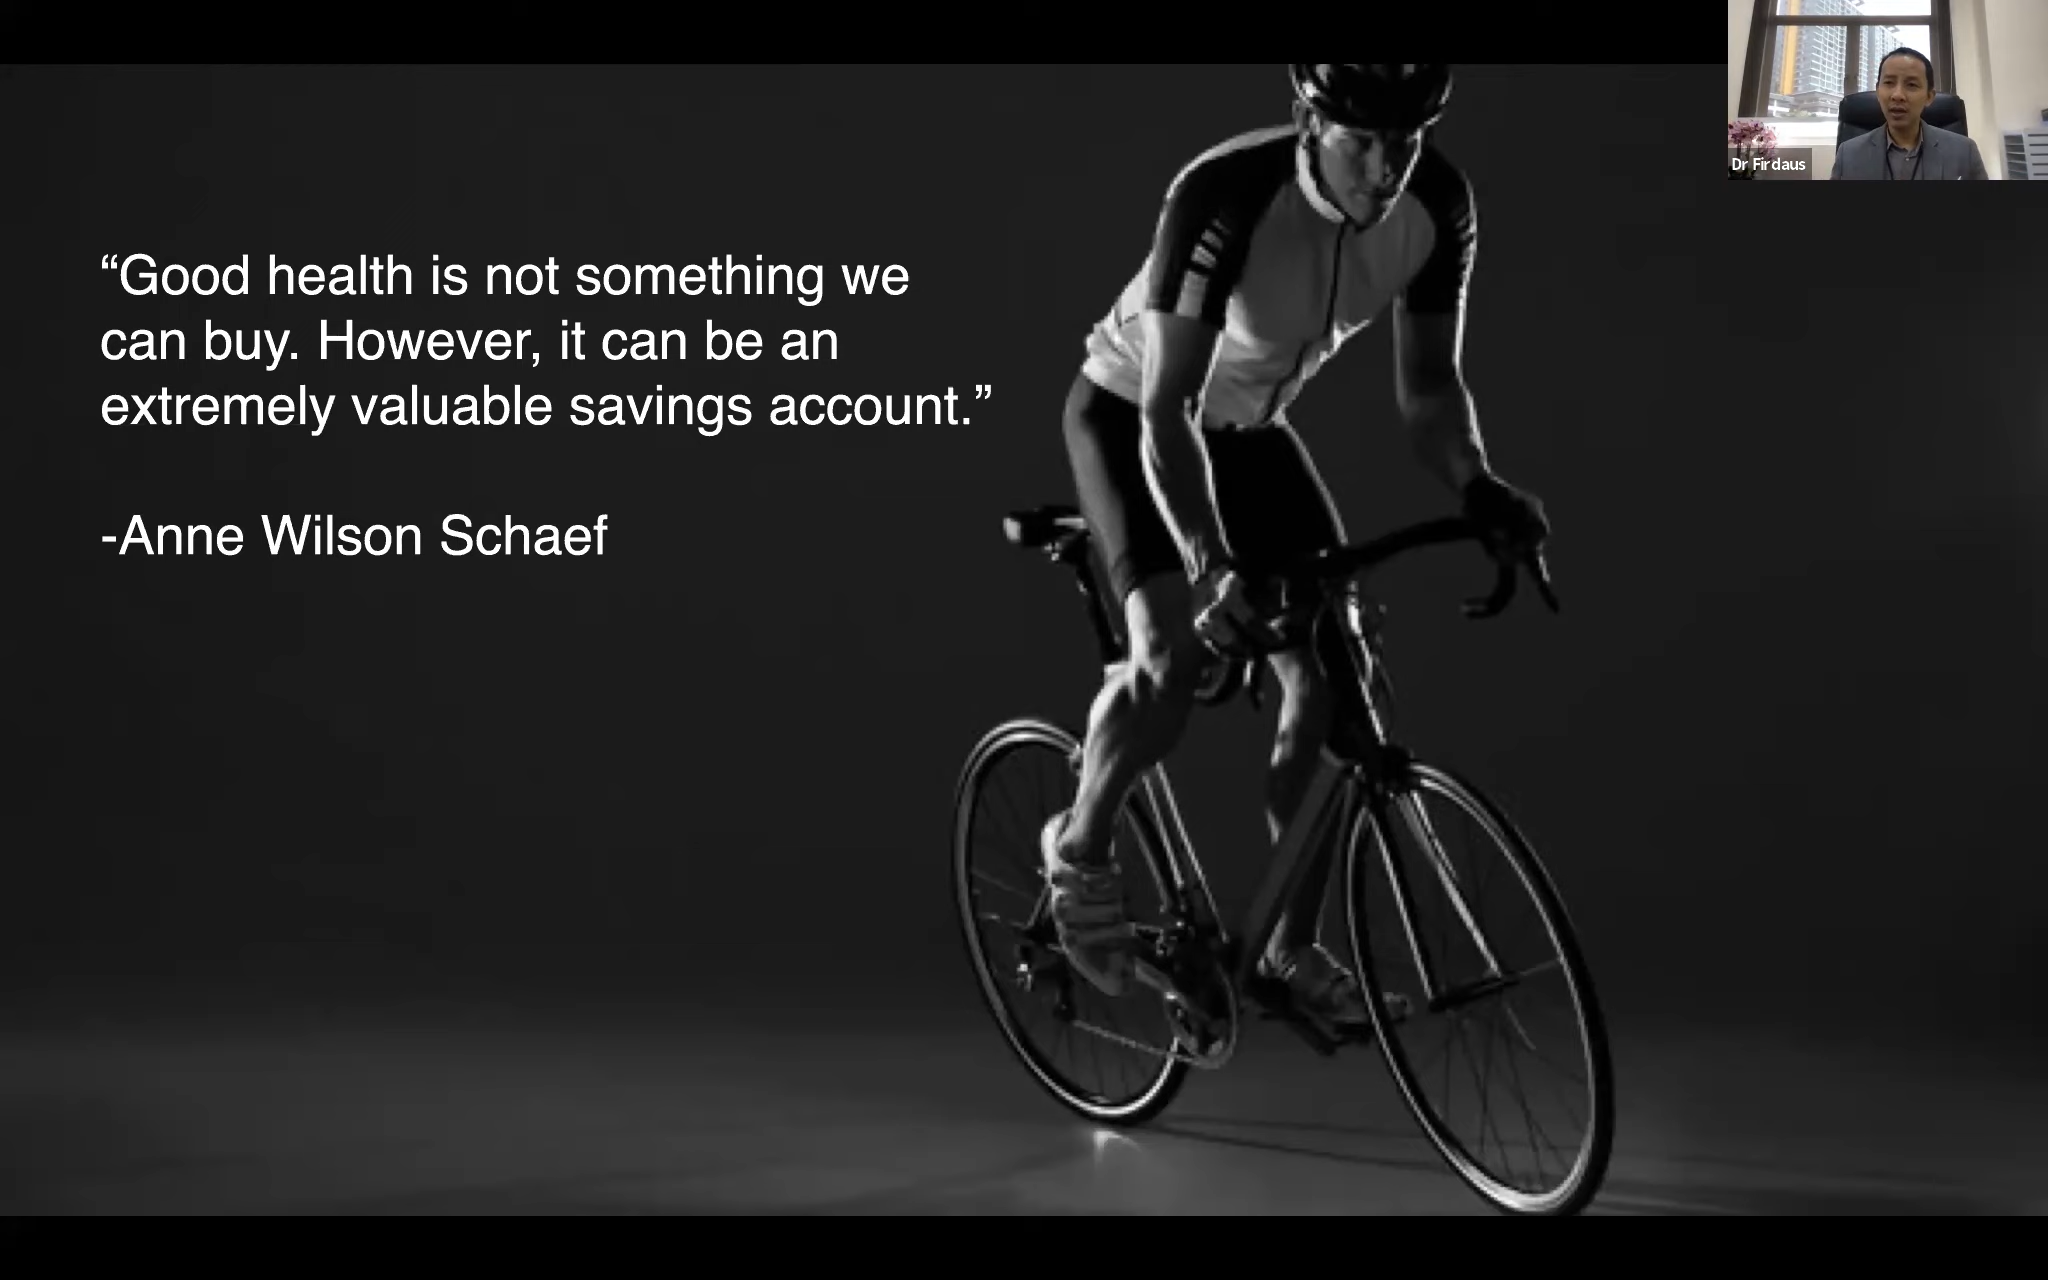 Dr Firdaus
“Good health is not something we
can buy. However, it can be an
extremely valuable savings account.”
-Anne Wilson Schaef